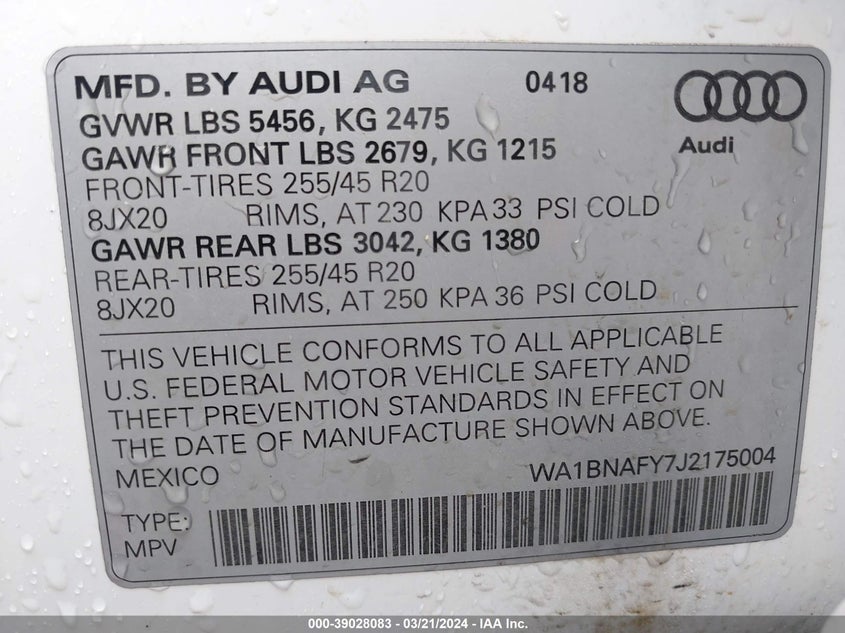 MFD. BY AUDI AG 0418
GVWR LBS 5456, KG 2475
GAWR FRONT LBS 2679, KG 1215
Audi
FRONT-TIRES 255/45 R20
8JX20 RIMS, AT 230 KPA 33 PSI COLD
GAWR REAR LBS 3042, KG 1380
REAR-TIRES 255/45 R20
8JX20 RIMS, AT 250 KPA 36 PSI COLD
THIS VEHICLE CONFORMS TO ALL APPLICABLE
U.S. FEDERAL MOTOR VEHICLE SAFETY AND
THEFT PREVENTION STANDARDS IN EFFECT ON
THE DATE OF MANUFACTURE SHOWN ABOVE.
MEXICO WA1BNAFY7J2175004
TYPE:
MPV
000-39028083 - 03/21/2024 - IAA Inc.